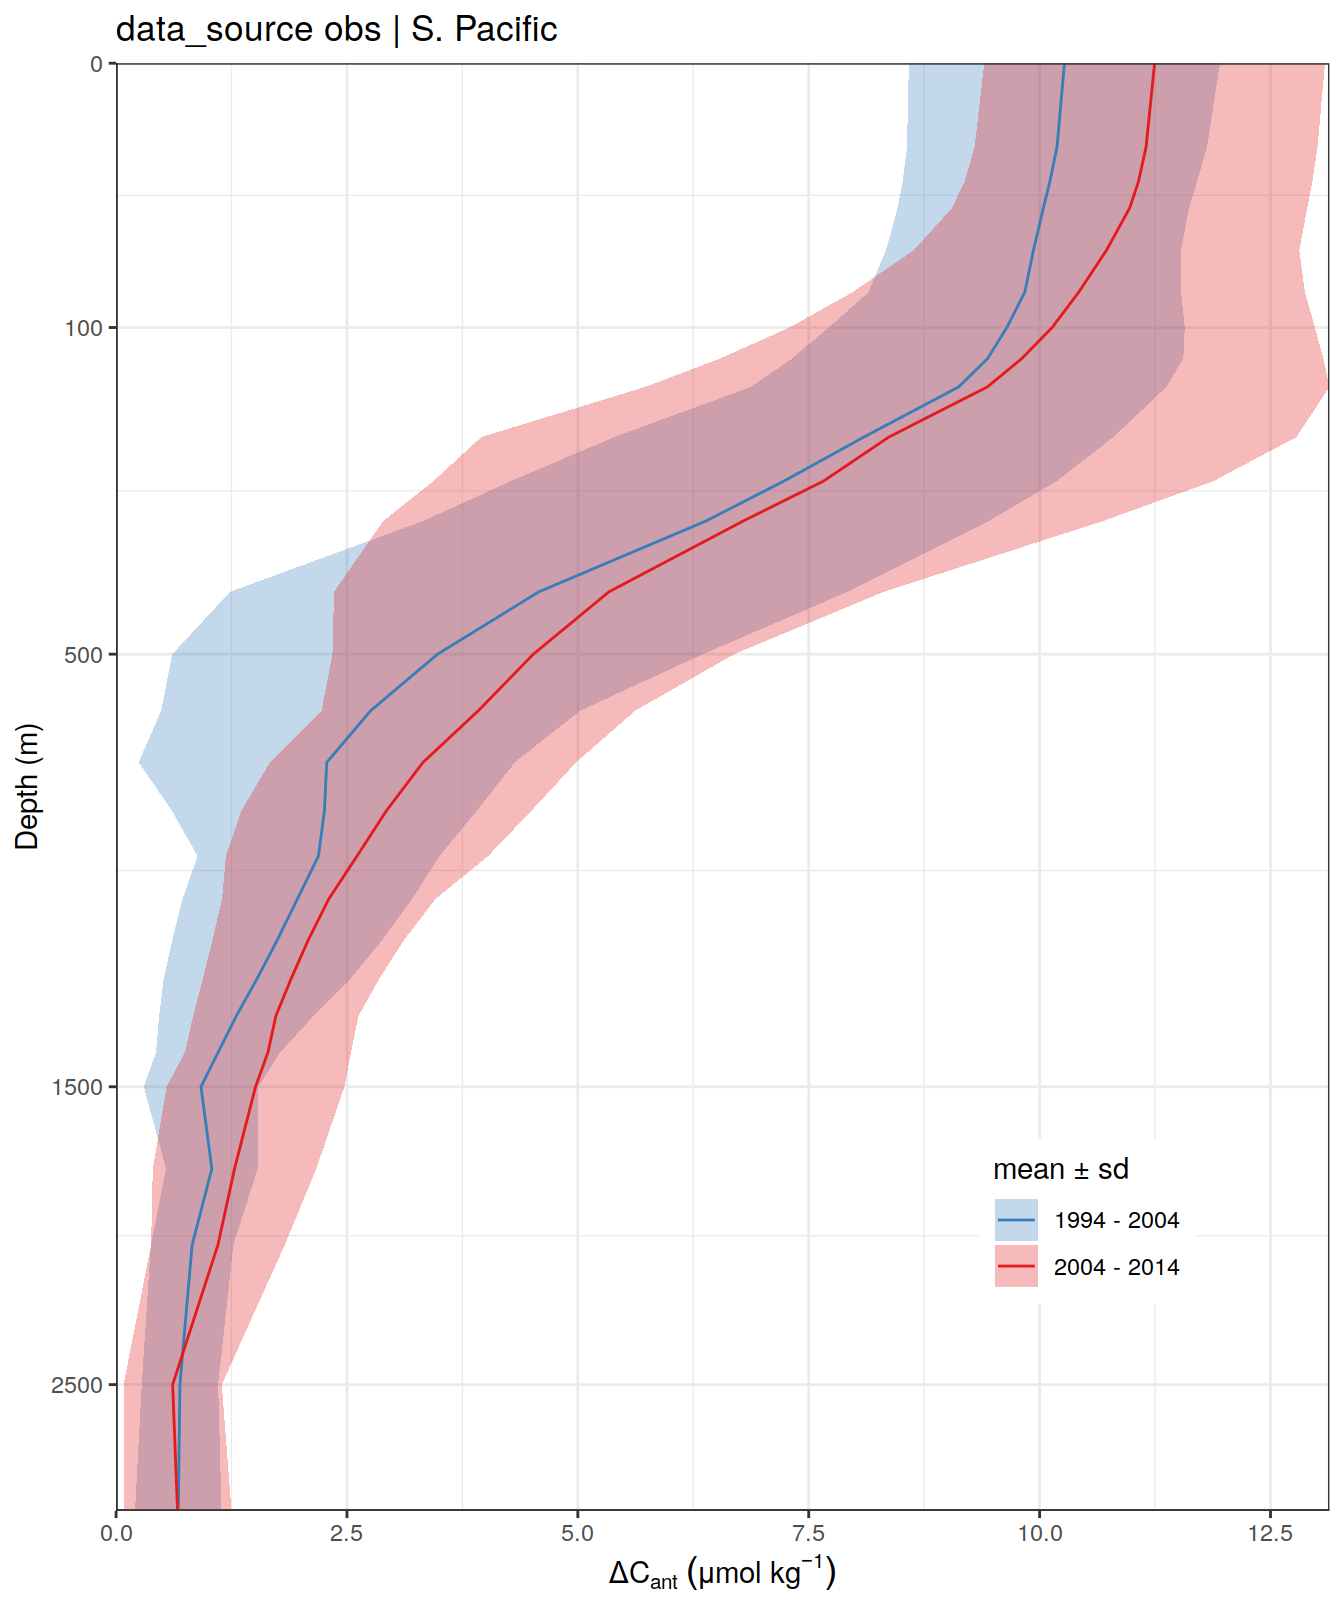 data_source obs | S. Pacific
0
100
500
1500
2500
Depth (m)
mean ± sd
1994 - 2004
2004 - 2014
0.0 2.5 5.0 7.5 10.0 12.5
ΔCant (μmol kg⁻¹)